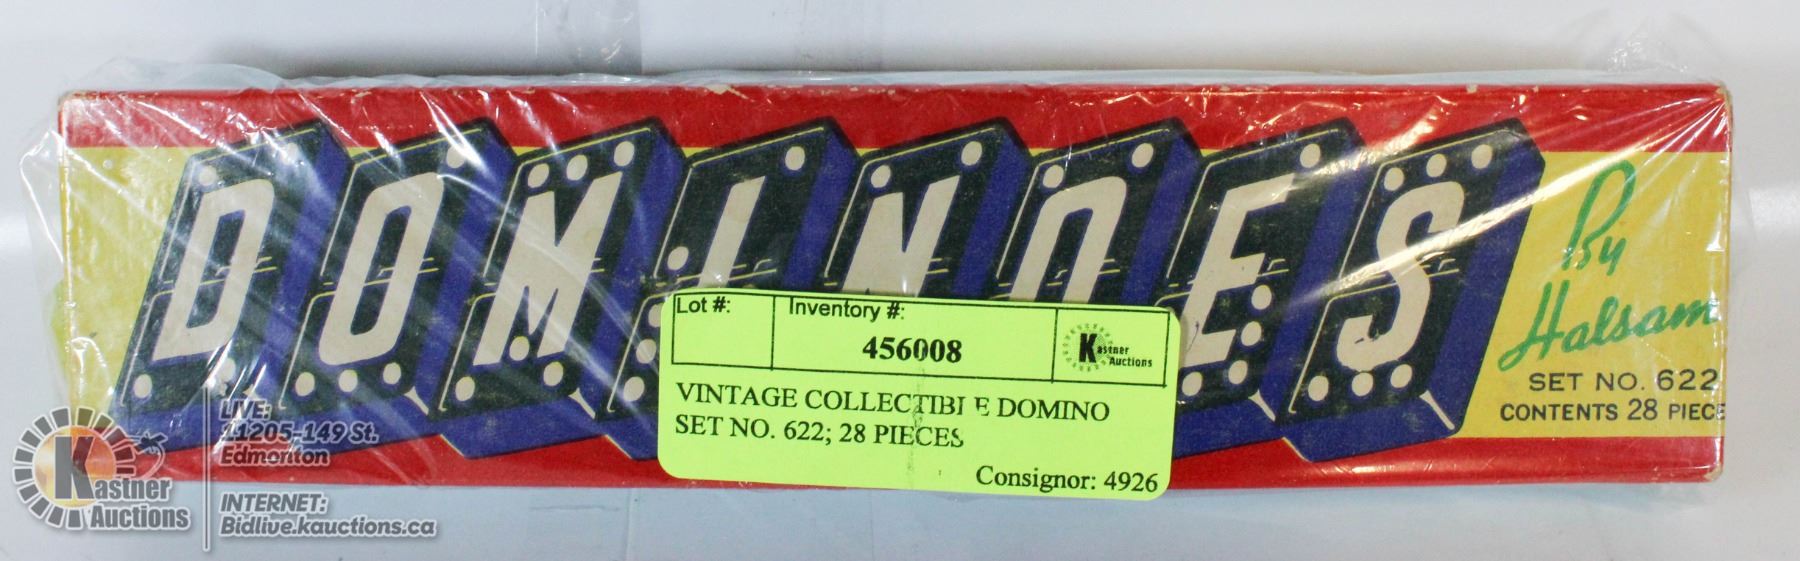 DOMINOES
By
Halsam
SET NO. 622
CONTENTS 28 PIECE
Lot #:
Inventory #:
456008
Kastner
Auctions
VINTAGE COLLECTIBLE DOMINO
SET NO. 622; 28 PIECES
Consignor: 4926
Kastner
Auctions
LIVE:
11205-149 St.
Edmonton
INTERNET:
Bidlive.kauctions.ca